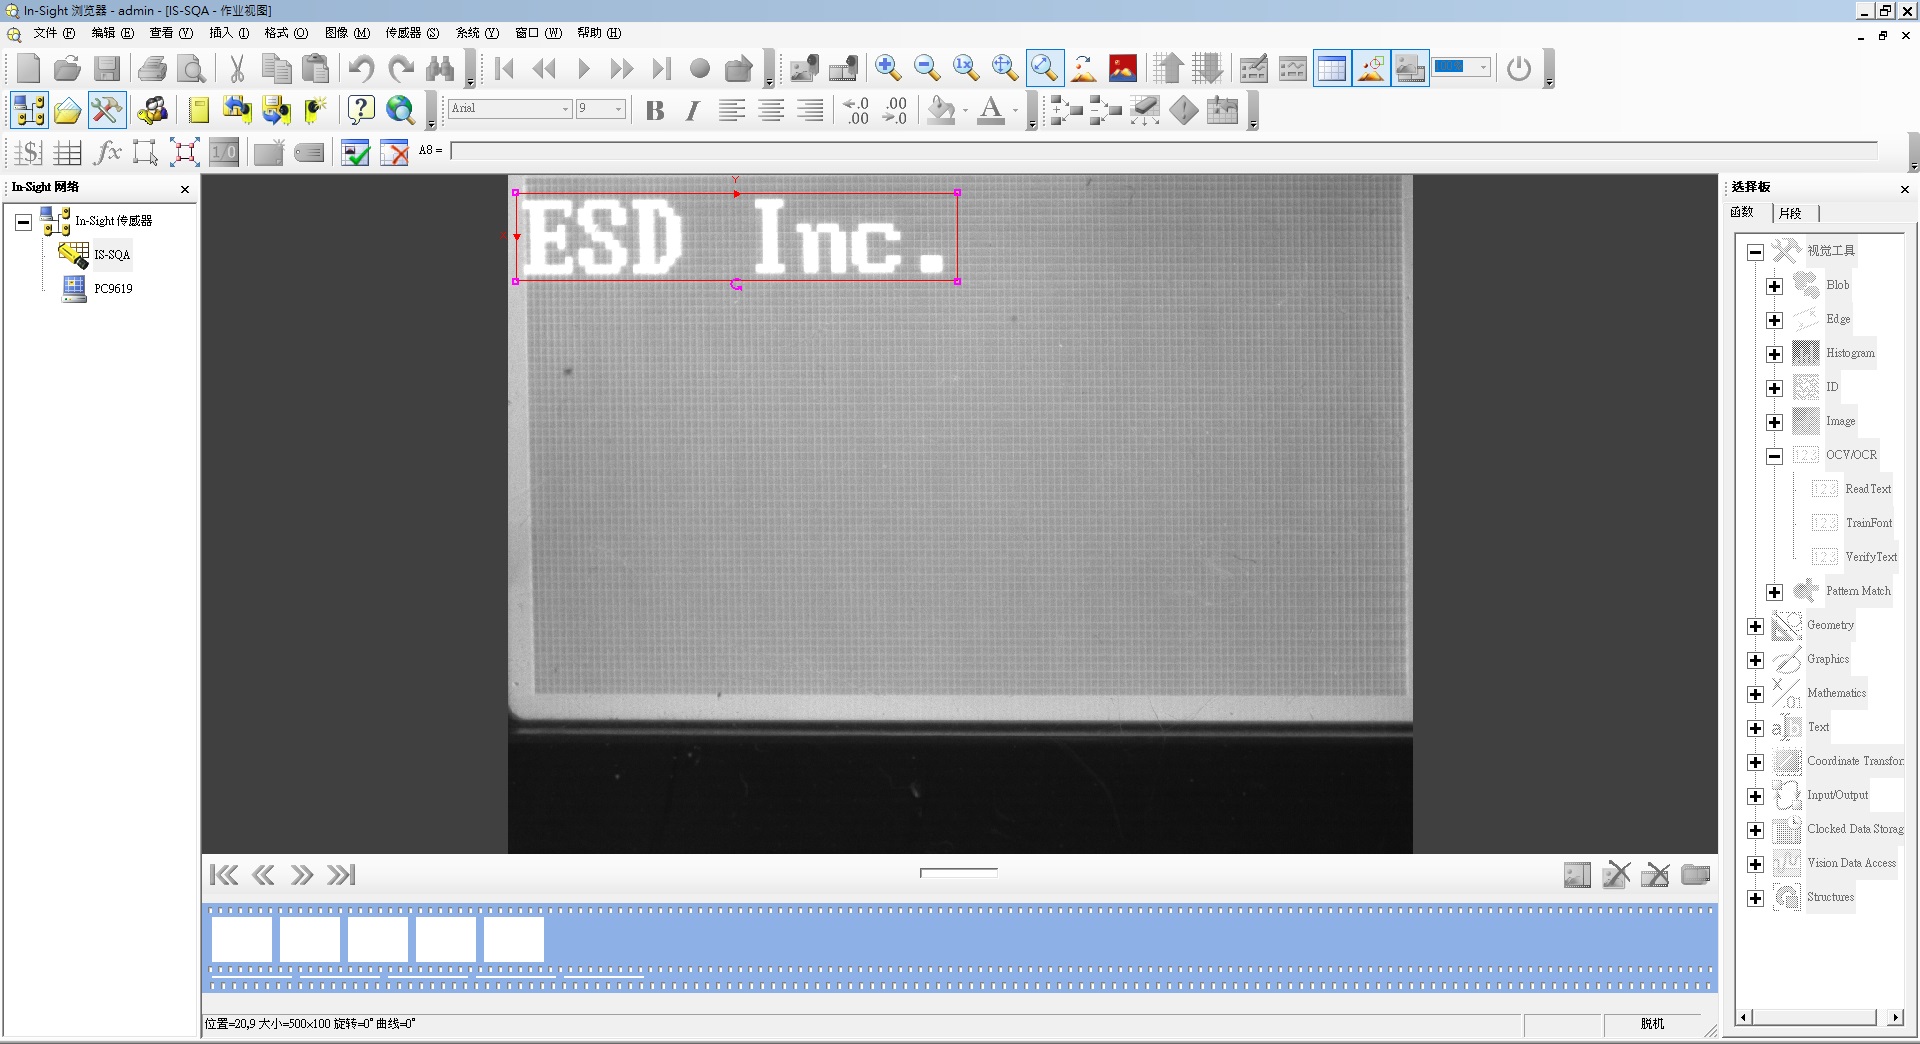 In-Sight 浏览器 - admin - [IS-SQA - 作业视图]
文件 (F) 编辑 (E) 查看 (V) 插入 (I) 格式 (O) 图像 (M) 传感器 (S) 系统 (Y) 窗口 (W) 帮助 (H)
Arial 9
A8 =
In-Sight 网络
In-Sight 传感器
IS-SQA
PC9619
ESD Inc.
Y
X
选择板
函数 片段
视觉工具
Blob
Edge
Histogram
ID
Image
OCV/OCR
ReadText
TrainFont
VerifyText
Pattern Match
Geometry
Graphics
Mathematics
Text
Coordinate Transfor
Input/Output
Clocked Data Storag
Vision Data Access
Structures
位置=20,9 大小=500x100 旋转=0° 曲线=0°
脱机